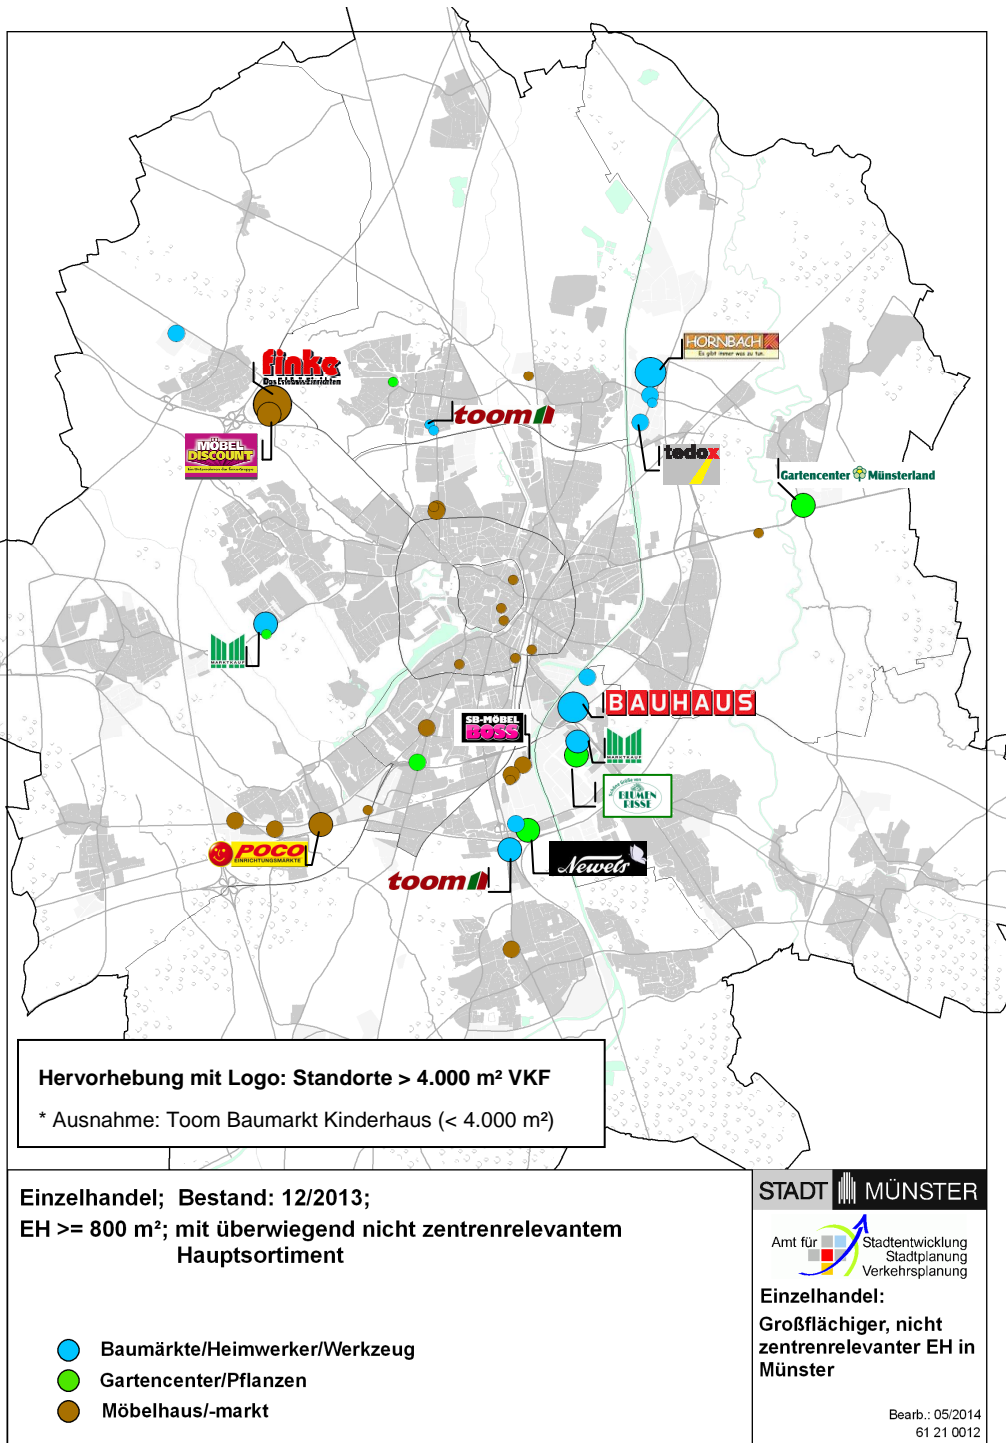 HORNBACH
Es gibt immer was zu tun.
finke
Das Erlebnis-Einrichten
toom
MÖBEL
DISCOUNT
tedox
Gartencenter Münsterland
MARKTKAUF
BAUHAUS
SB-MÖBEL
BOSS
MARKTKAUF
BLUMEN
RISSE
POCO
EINRICHTUNGSMÄRKTE
Newels
toom
Hervorhebung mit Logo: Standorte > 4.000 m² VKF
* Ausnahme: Toom Baumarkt Kinderhaus (< 4.000 m²)
Einzelhandel; Bestand: 12/2013;
EH >= 800 m²; mit überwiegend nicht zentrenrelevantem
Hauptsortiment
Baumärkte/Heimwerker/Werkzeug
Gartencenter/Pflanzen
Möbelhaus/-markt
STADT MÜNSTER
Amt für Stadtentwicklung
Stadtplanung
Verkehrsplanung
Einzelhandel:
Großflächiger, nicht
zentrenrelevanter EH in
Münster
Bearb.: 05/2014
61 21 0012